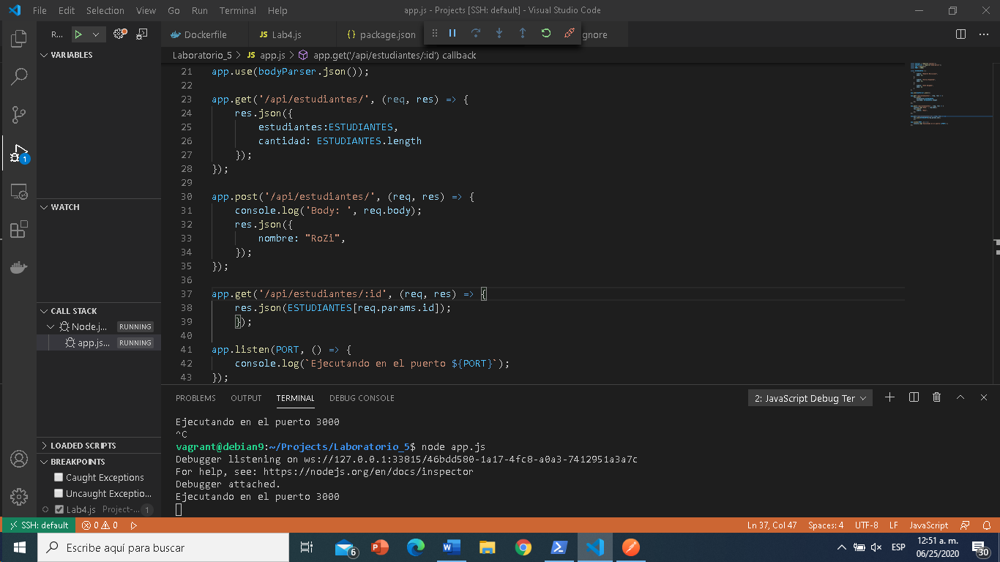 File Edit Selection View Go Run Terminal Help app.js - Projects [SSH: default] - Visual Studio Code
R... Dockerfile JS Lab4.js {} package.json gnore
VARIABLES
Laboratorio_5 > JS app.js > app.get('/api/estudiantes/:id') callback
21 app.use(bodyParser.json());
22
23 app.get('/api/estudiantes/', (req, res) => {
24 res.json({
25 estudiantes:ESTUDIANTES,
26 cantidad: ESTUDIANTES.length
27 });
28 });
29
30 app.post('/api/estudiantes/', (req, res) => {
31 console.log('Body: ', req.body);
32 res.json({
33 nombre: "RoZi",
34 });
35 });
36
37 app.get('/api/estudiantes/:id', (req, res) => {
38 res.json(ESTUDIANTES[req.params.id]);
39 });
40
41 app.listen(PORT, () => {
42 console.log(`Ejecutando en el puerto ${PORT}`);
43 });
1
WATCH
CALL STACK
Node.j... RUNNING
app.js... RUNNING
LOADED SCRIPTS
BREAKPOINTS
Caught Exceptions
Uncaught Exceptio...
Lab4.js Project-... 1
PROBLEMS OUTPUT TERMINAL DEBUG CONSOLE 2: JavaScript Debug Ter
Ejecutando en el puerto 3000
^C
vagrant@debian9:~/Projects/Laboratorio_5$ node app.js
Debugger listening on ws://127.0.0.1:33815/46bdd580-1a17-4fc8-a0a3-7412951a3a7c
For help, see: https://nodejs.org/en/docs/inspector
Debugger attached.
Ejecutando en el puerto 3000
SSH: default 0 0 Ln 37, Col 47 Spaces: 4 UTF-8 LF JavaScript
Escribe aquí para buscar 6 ESP 12:51 a. m.
06/25/2020 30